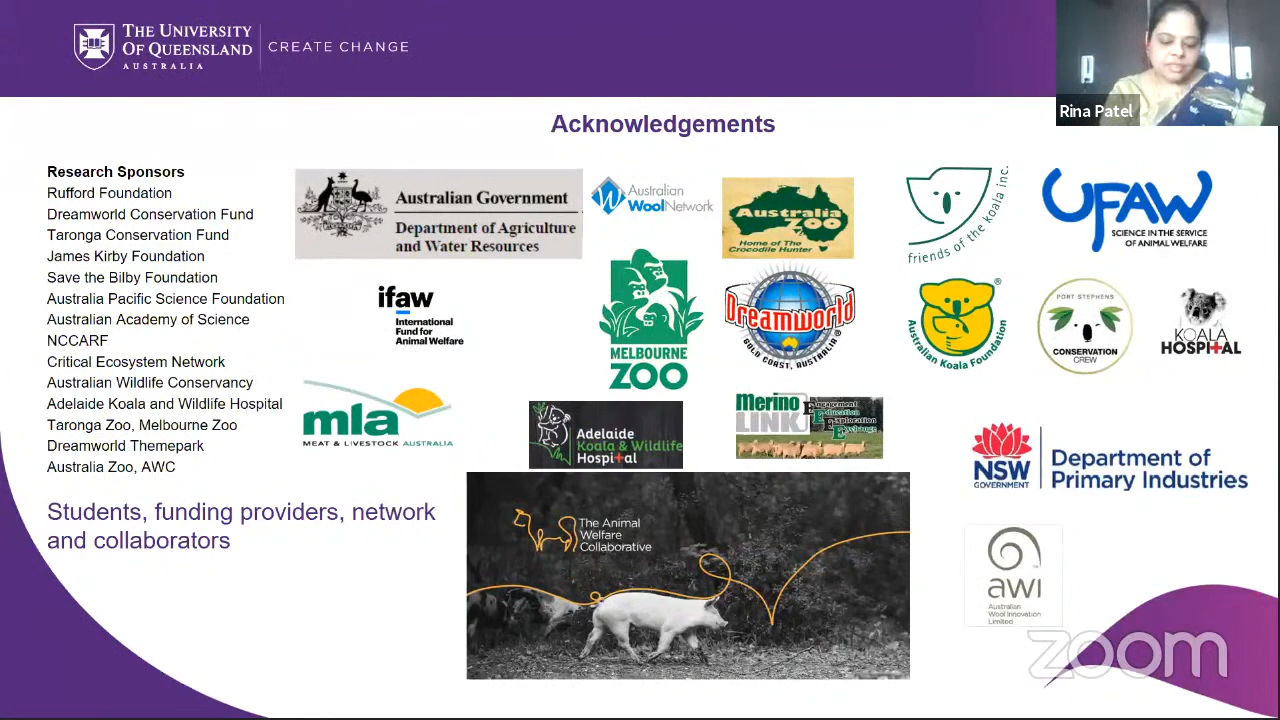 THE UNIVERSITY
OF QUEENSLAND
AUSTRALIA
CREATE CHANGE
Rina Patel
Acknowledgements
Research Sponsors
Rufford Foundation
Dreamworld Conservation Fund
Taronga Conservation Fund
James Kirby Foundation
Save the Bilby Foundation
Australia Pacific Science Foundation
Australian Academy of Science
NCCARF
Critical Ecosystem Network
Australian Wildlife Conservancy
Adelaide Koala and Wildlife Hospital
Taronga Zoo, Melbourne Zoo
Dreamworld Themepark
Australia Zoo, AWC
Students, funding providers, network
and collaborators
Australian Government
Department of Agriculture
and Water Resources
Australian
Wool Network
Australia
ZOO
Home of The
Crocodile Hunter
friends of the koala inc.
UFAW
SCIENCE IN THE SERVICE
OF ANIMAL WELFARE
ifaw
International
Fund for
Animal Welfare
MELBOURNE
ZOO
Dreamworld
GOLD COAST, AUSTRALIA
Australian Koala Foundation
PORT STEPHENS
CONSERVATION
CREW
KOALA
HOSPITAL
mla
MEAT & LIVESTOCK AUSTRALIA
Adelaide
Koala & Wildlife
Hospital
Merino
LINK
Engagement
Education
Exploration
Exchange
NSW
GOVERNMENT
Department of
Primary Industries
The Animal
Welfare
Collaborative
awi
Australian
Wool Innovation
Limited
zoom